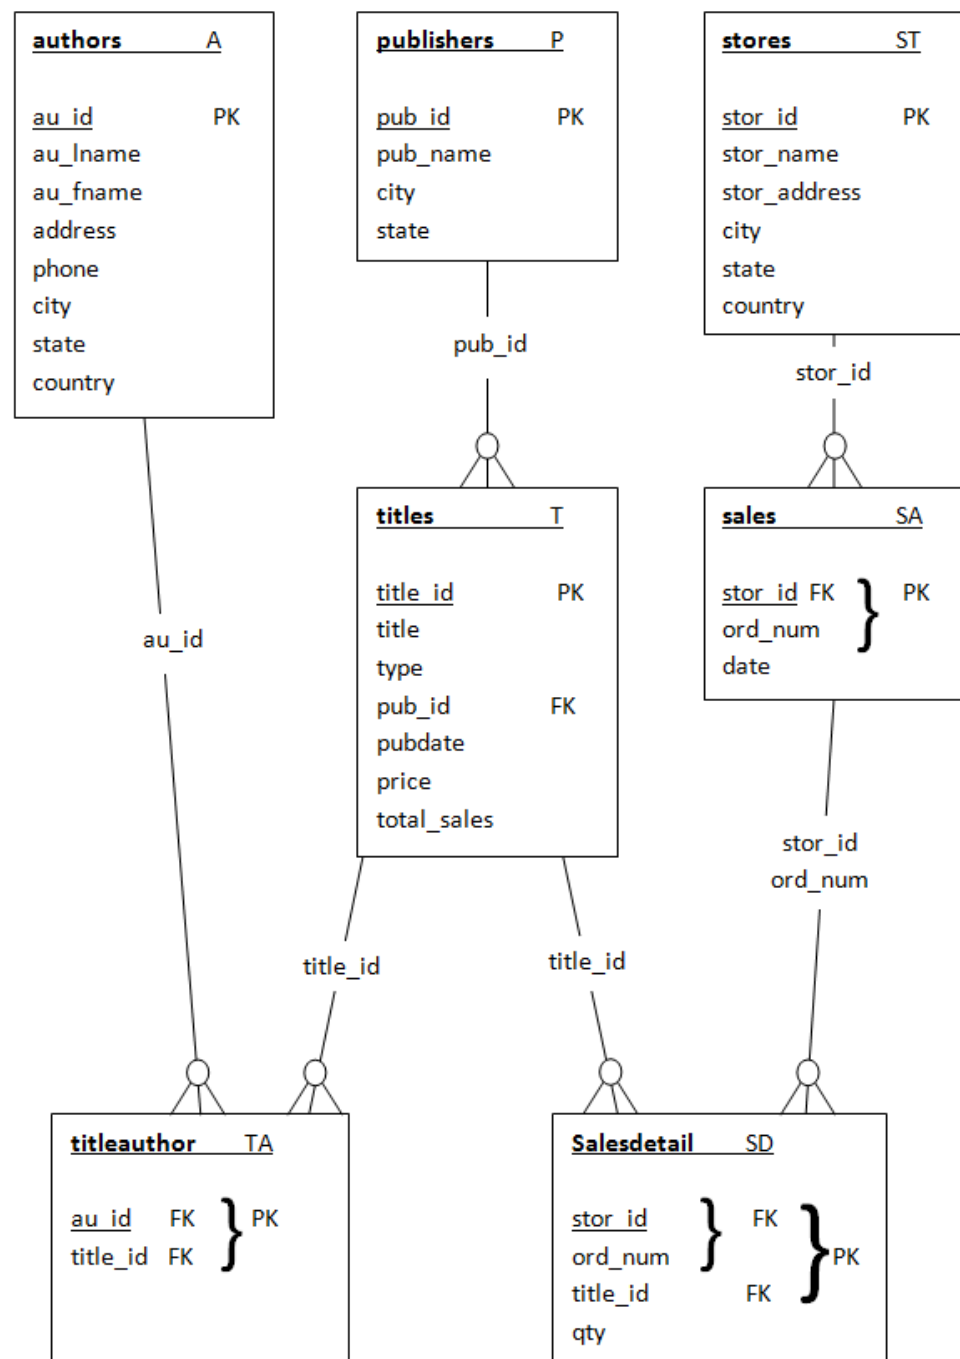 authors A
au_id PK
au_lname
au_fname
address
phone
city
state
country
publishers P
pub_id PK
pub_name
city
state
stores ST
stor_id PK
stor_name
stor_address
city
state
country
pub_id
stor_id
titles T
title_id PK
title
type
pub_id FK
pubdate
price
total_sales
sales SA
stor_id FK } PK
ord_num
date
au_id
stor_id
ord_num
title_id
title_id
titleauthor TA
au_id FK } PK
title_id FK
Salesdetail SD
stor_id } FK
ord_num } PK
title_id FK
qty